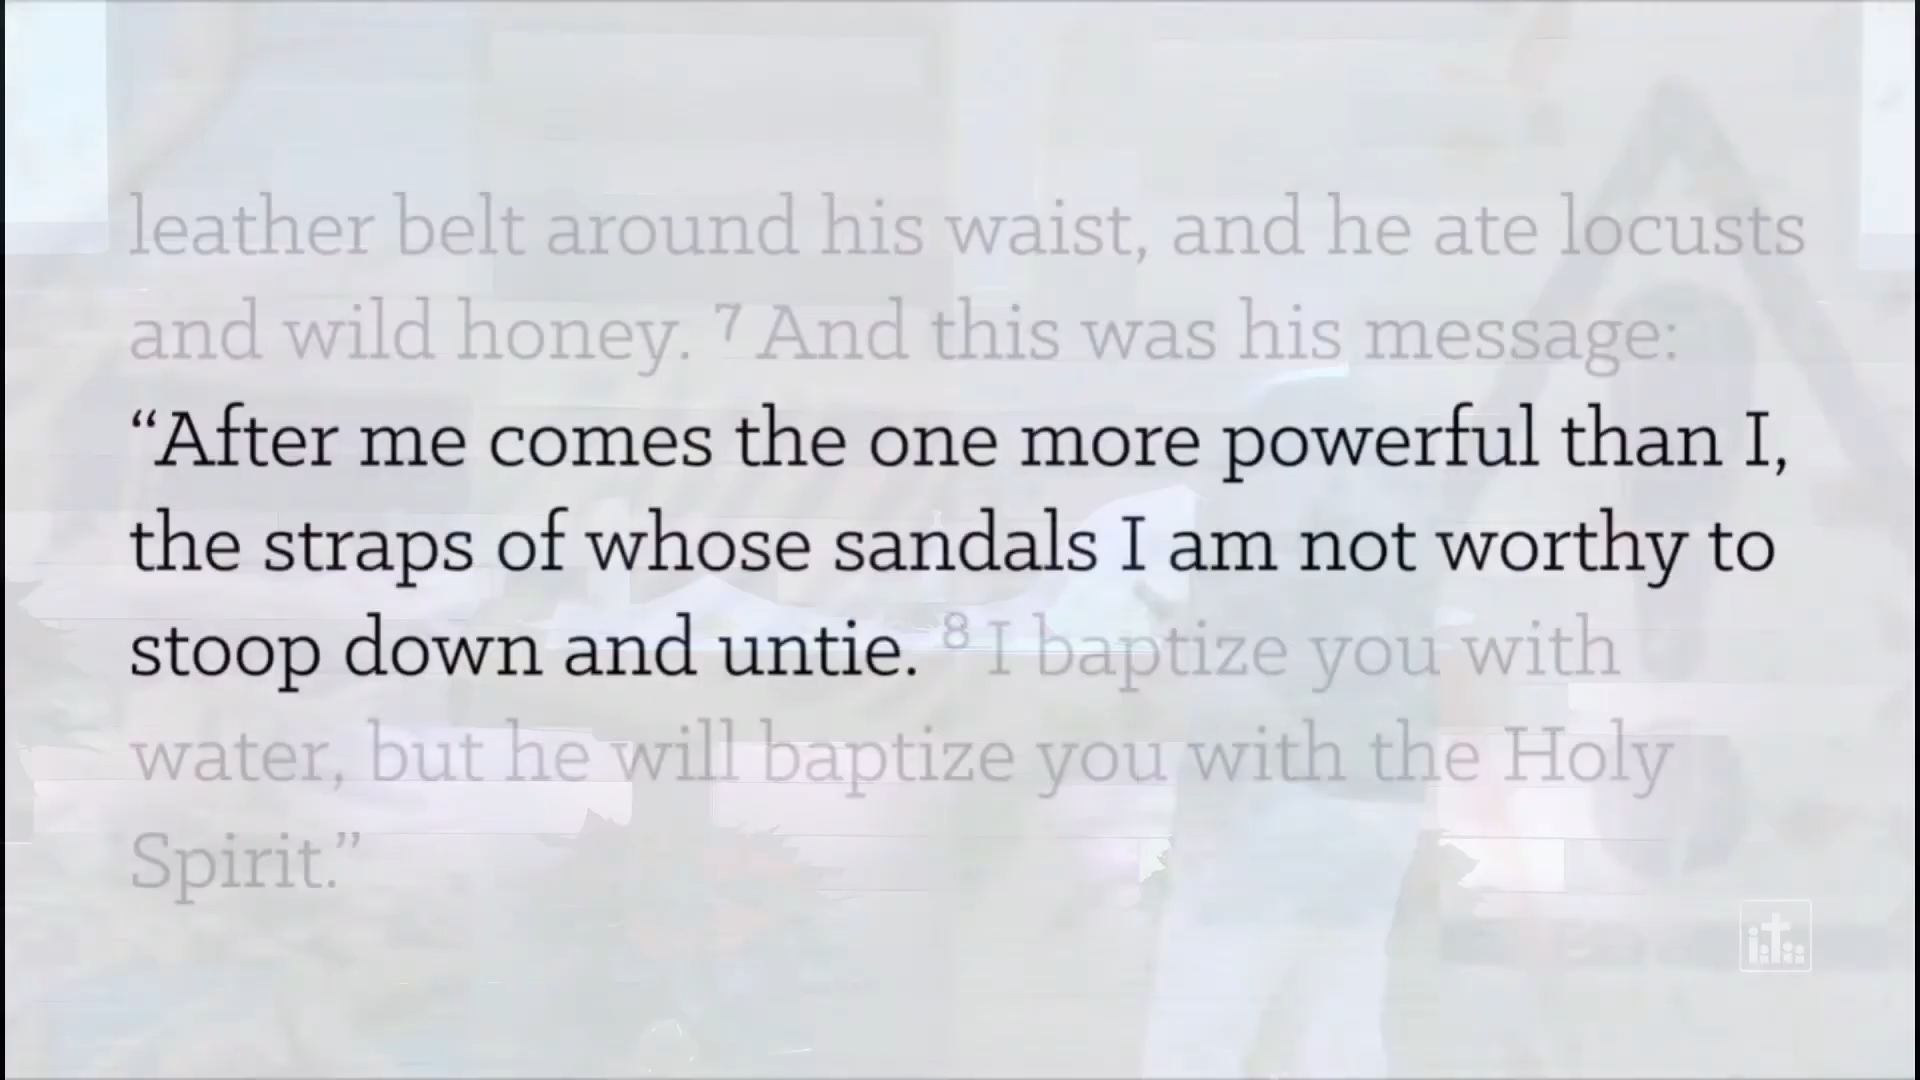 leather belt around his waist, and he ate locusts
and wild honey. ⁷ And this was his message:
“After me comes the one more powerful than I,
the straps of whose sandals I am not worthy to
stoop down and untie. ⁸ I baptize you with
water, but he will baptize you with the Holy
Spirit.”